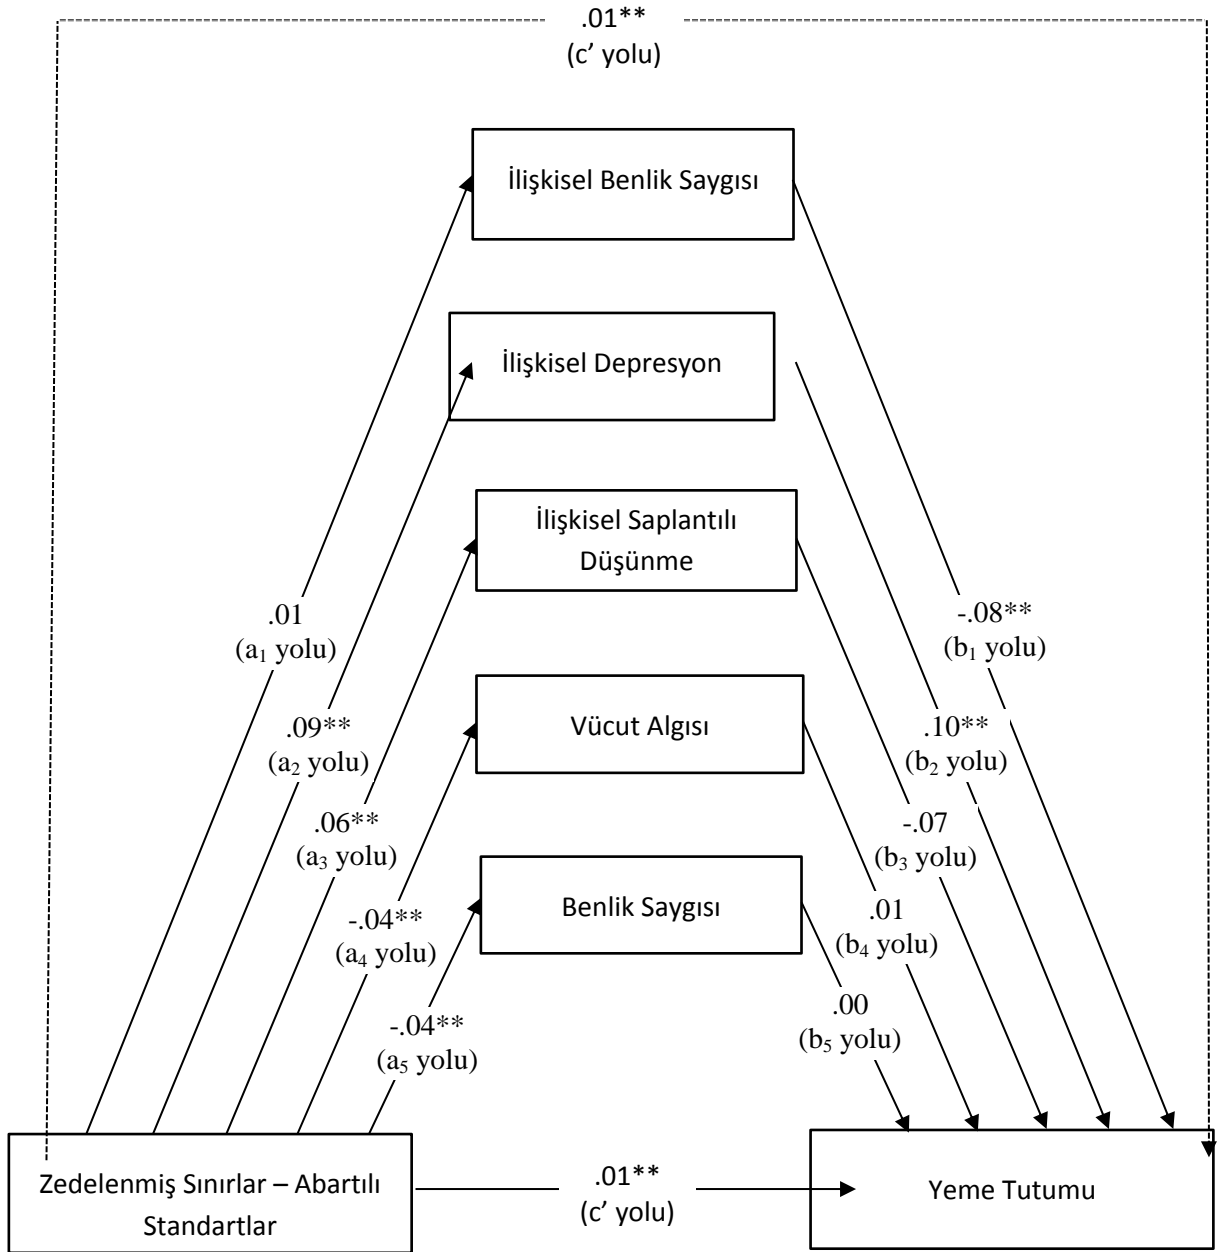 .01**
(c’ yolu)
İlişkisel Benlik Saygısı
İlişkisel Depresyon
İlişkisel Saplantılı
Düşünme
Vücut Algısı
Benlik Saygısı
.01
(a₁ yolu)
.09**
(a₂ yolu)
.06**
(a₃ yolu)
-.04**
(a₄ yolu)
-.04**
(a₅ yolu)
-.08**
(b₁ yolu)
.10**
(b₂ yolu)
-.07
(b₃ yolu)
.01
(b₄ yolu)
.00
(b₅ yolu)
Zedelenmiş Sınırlar – Abartılı
Standartlar
.01**
(c’ yolu)
Yeme Tutumu